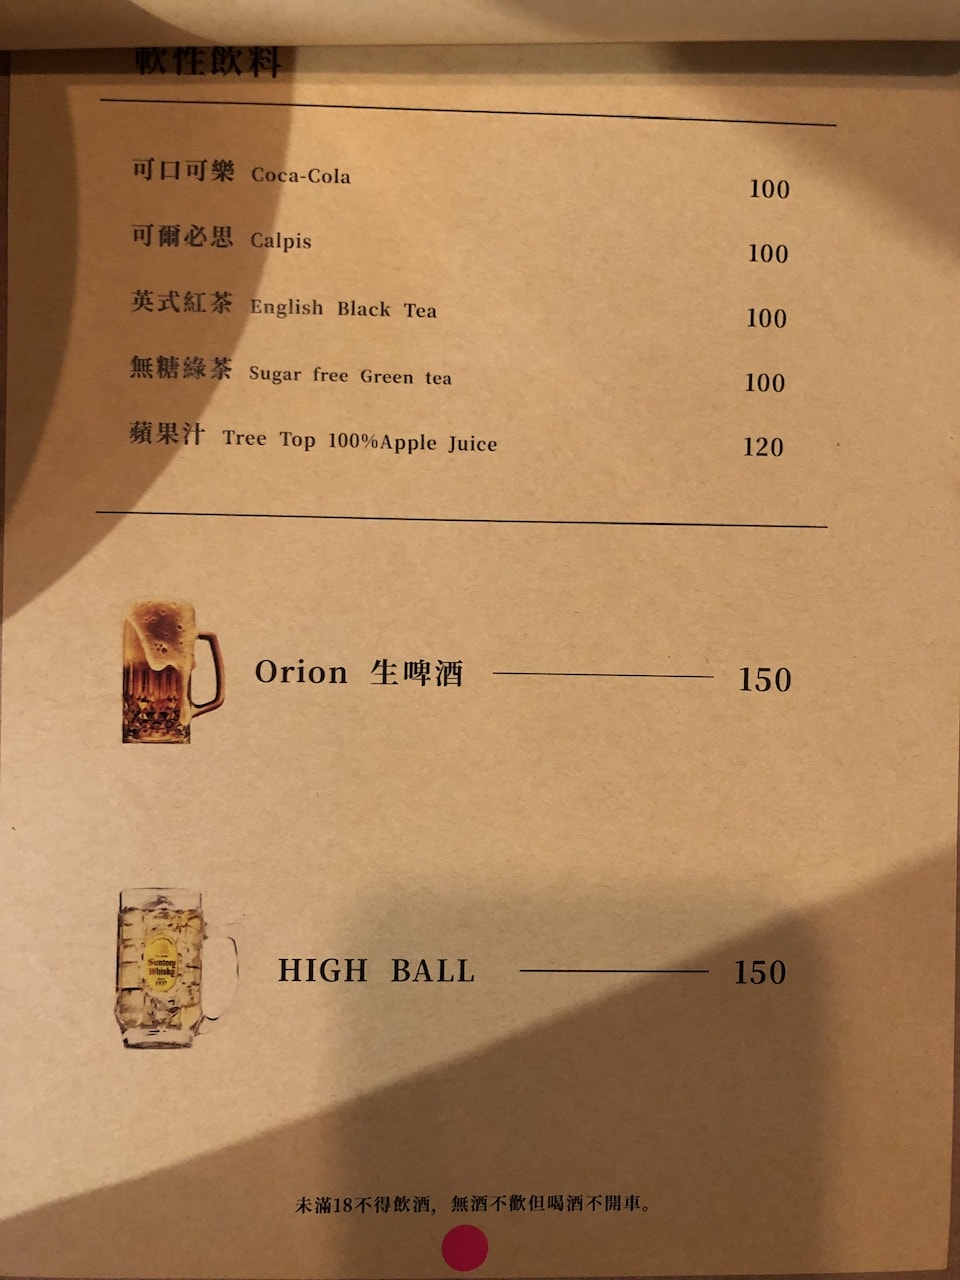 軟性飲料
可口可樂 Coca-Cola 100
可爾必思 Calpis 100
英式紅茶 English Black Tea 100
無糖綠茶 Sugar free Green tea 100
蘋果汁 Tree Top 100%Apple Juice 120
Orion 生啤酒 150
Suntory
Whisky
1937
HIGH BALL 150
未滿18不得飲酒，無酒不歡但喝酒不開車。